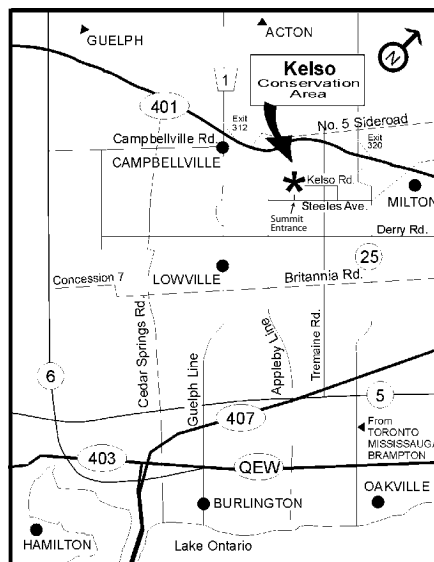 GUELPH
ACTON
N
Kelso
Conservation
Area
1
401
Exit
312
No. 5 Sideroad
Exit
320
Campbellville Rd
CAMPBELLVILLE
Kelso Rd.
MILTON
Steeles Ave.
Summit
Entrance
Derry Rd.
25
LOWVILLE
Concession 7
Britannia Rd.
Cedar Springs Rd.
Guelph Line
Appleby Line
Tremaine Rd.
6
5
407
From
TORONTO
MISSISSAUGA
BRAMPTON
403
QEW
BURLINGTON
OAKVILLE
HAMILTON
Lake Ontario